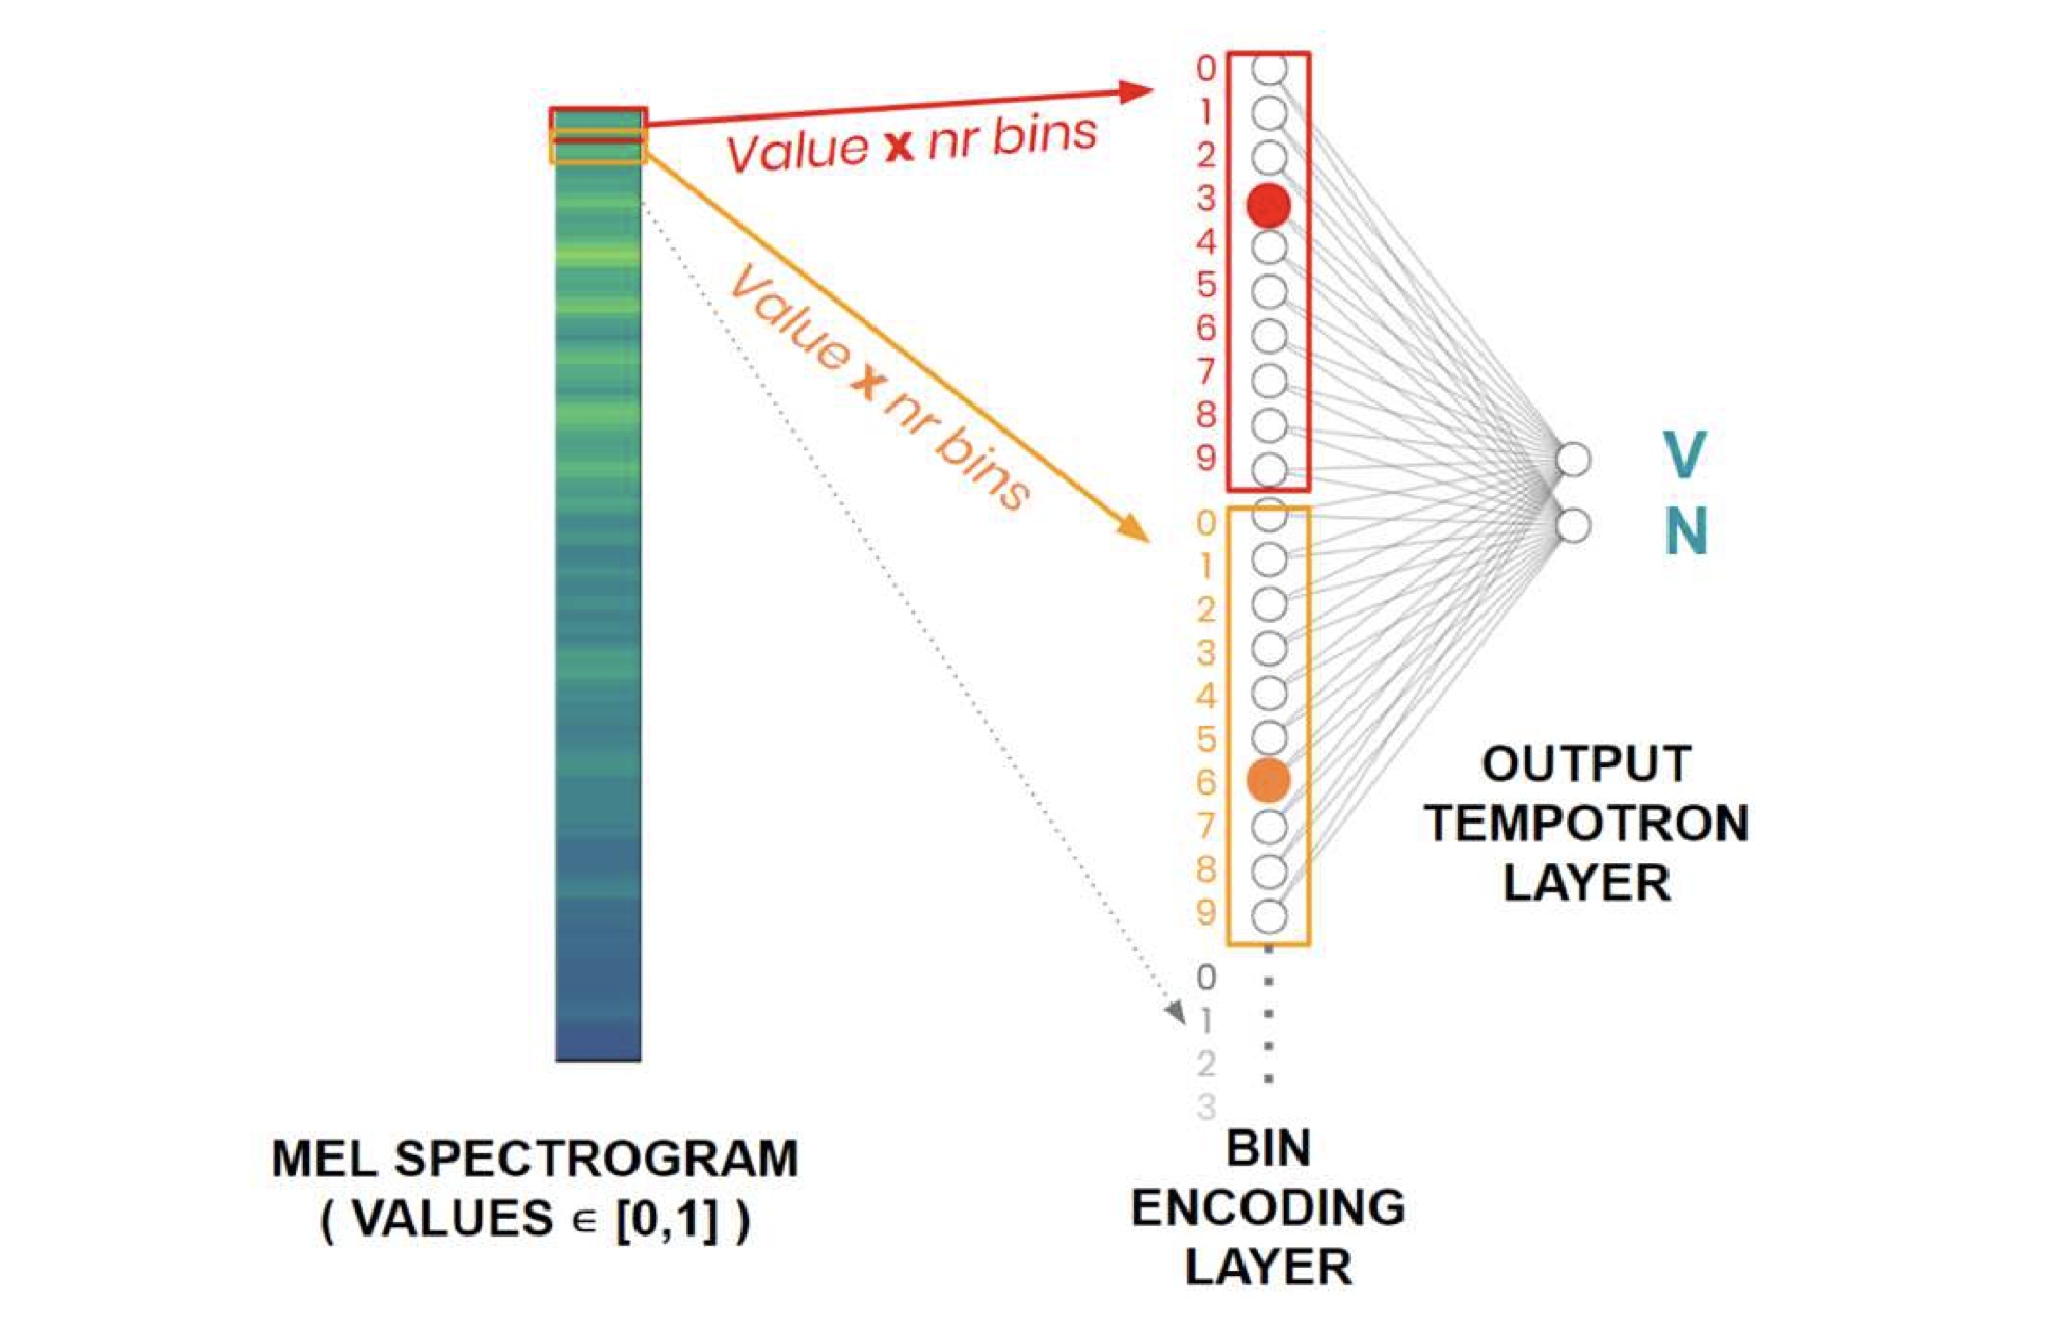 Value x nr bins
Value x nr bins
0
1
2
3
4
5
6
7
8
9
0
1
2
3
4
5
6
7
8
9
0
1
2
3
V
N
OUTPUT
TEMPOTRON
LAYER
MEL SPECTROGRAM
( VALUES ∈ [0,1] )
BIN
ENCODING
LAYER